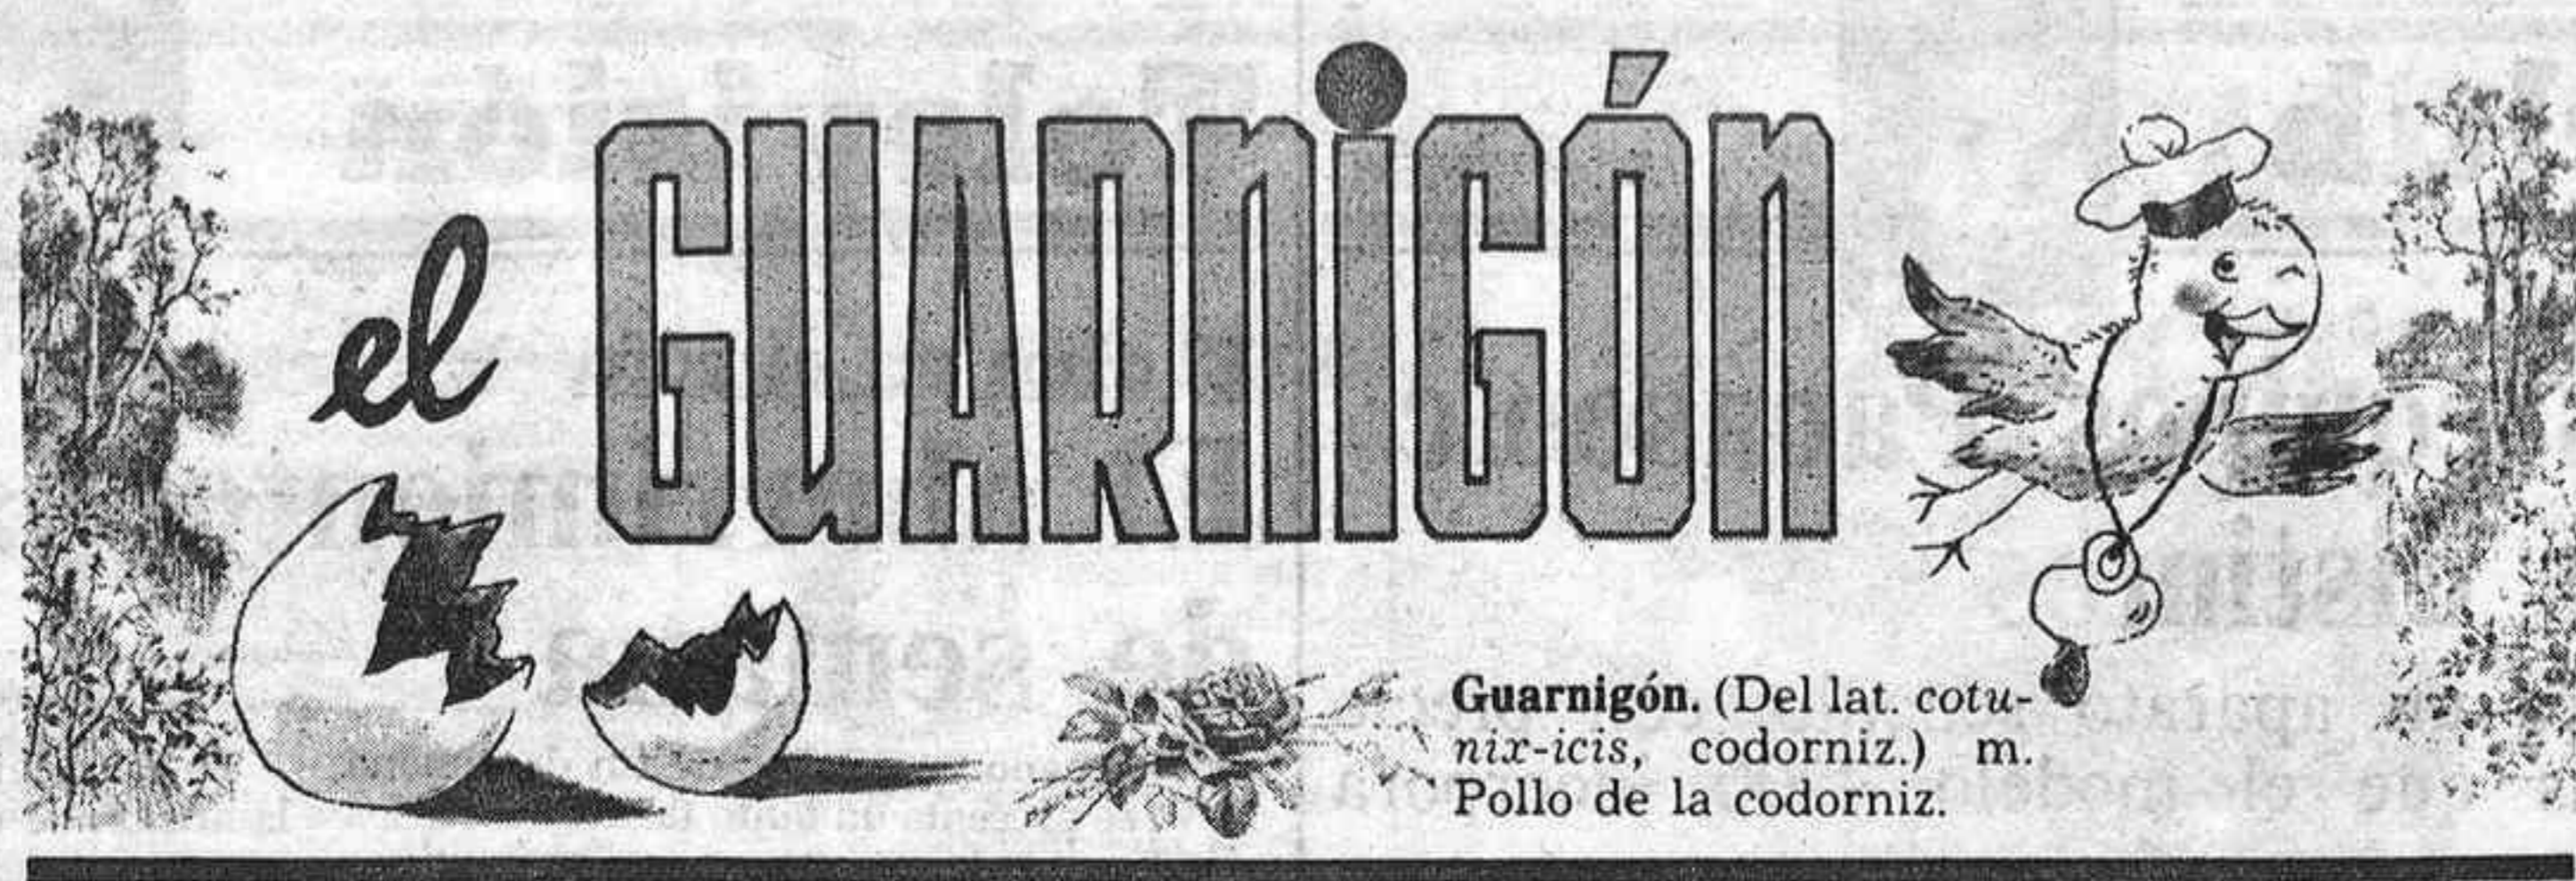 el GUARNIGÓN
Guarnigón. (Del lat. cotu-
nix-icis, codorniz.) m.
Pollo de la codorniz.